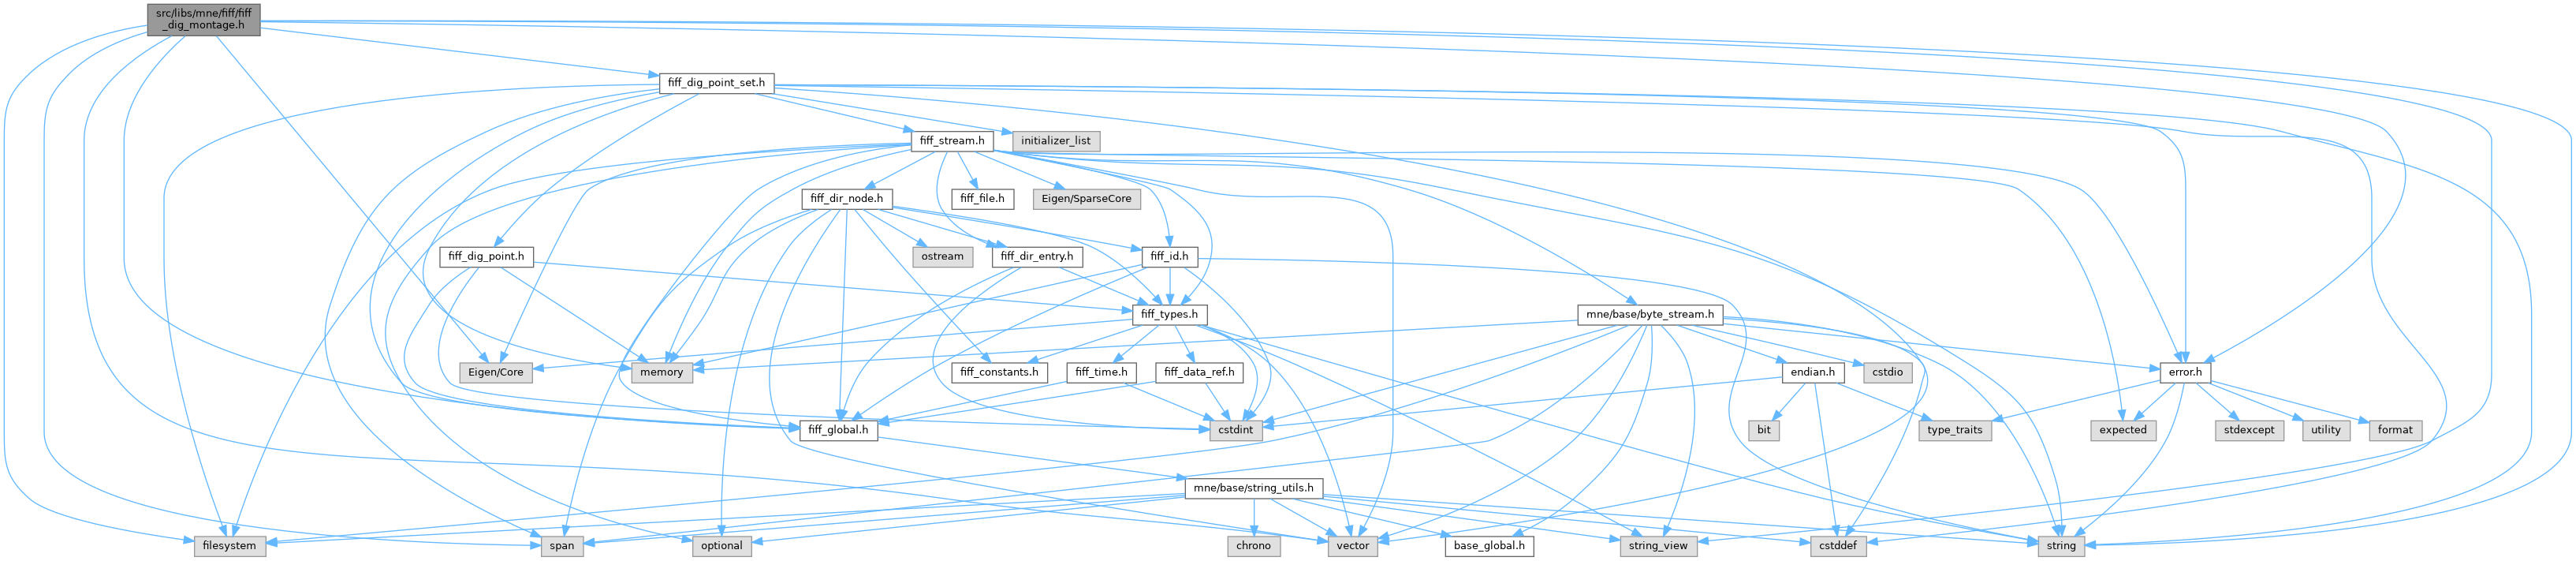 src/libs/mne/fiff/fiff
_dig_montage.h
fiff_dig_point_set.h
fiff_stream.h
initializer_list
fiff_dir_node.h
fiff_file.h
Eigen/SparseCore
fiff_dig_point.h
ostream
fiff_dir_entry.h
fiff_id.h
fiff_types.h
mne/base/byte_stream.h
Eigen/Core
memory
fiff_constants.h
fiff_time.h
fiff_data_ref.h
endian.h
cstdio
error.h
fiff_global.h
cstdint
bit
type_traits
expected
stdexcept
utility
format
mne/base/string_utils.h
filesystem
span
optional
chrono
vector
base_global.h
string_view
cstddef
string